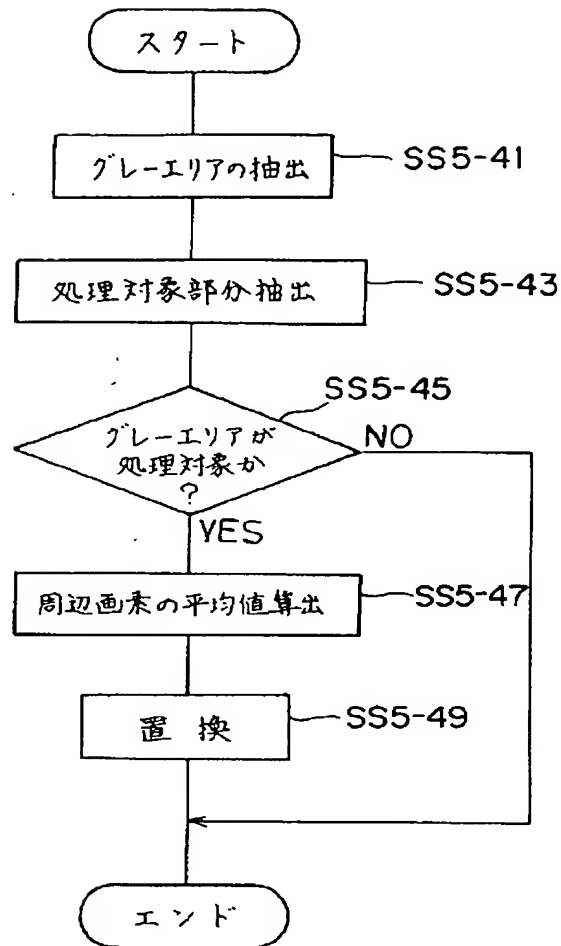 スタート
グレーエリアの抽出
SS5-41
処理対象部分抽出
SS5-43
SS5-45
グレーエリアが
処理対象か
?
NO
YES
周辺画素の平均値算出
SS5-47
置換
SS5-49
エンド